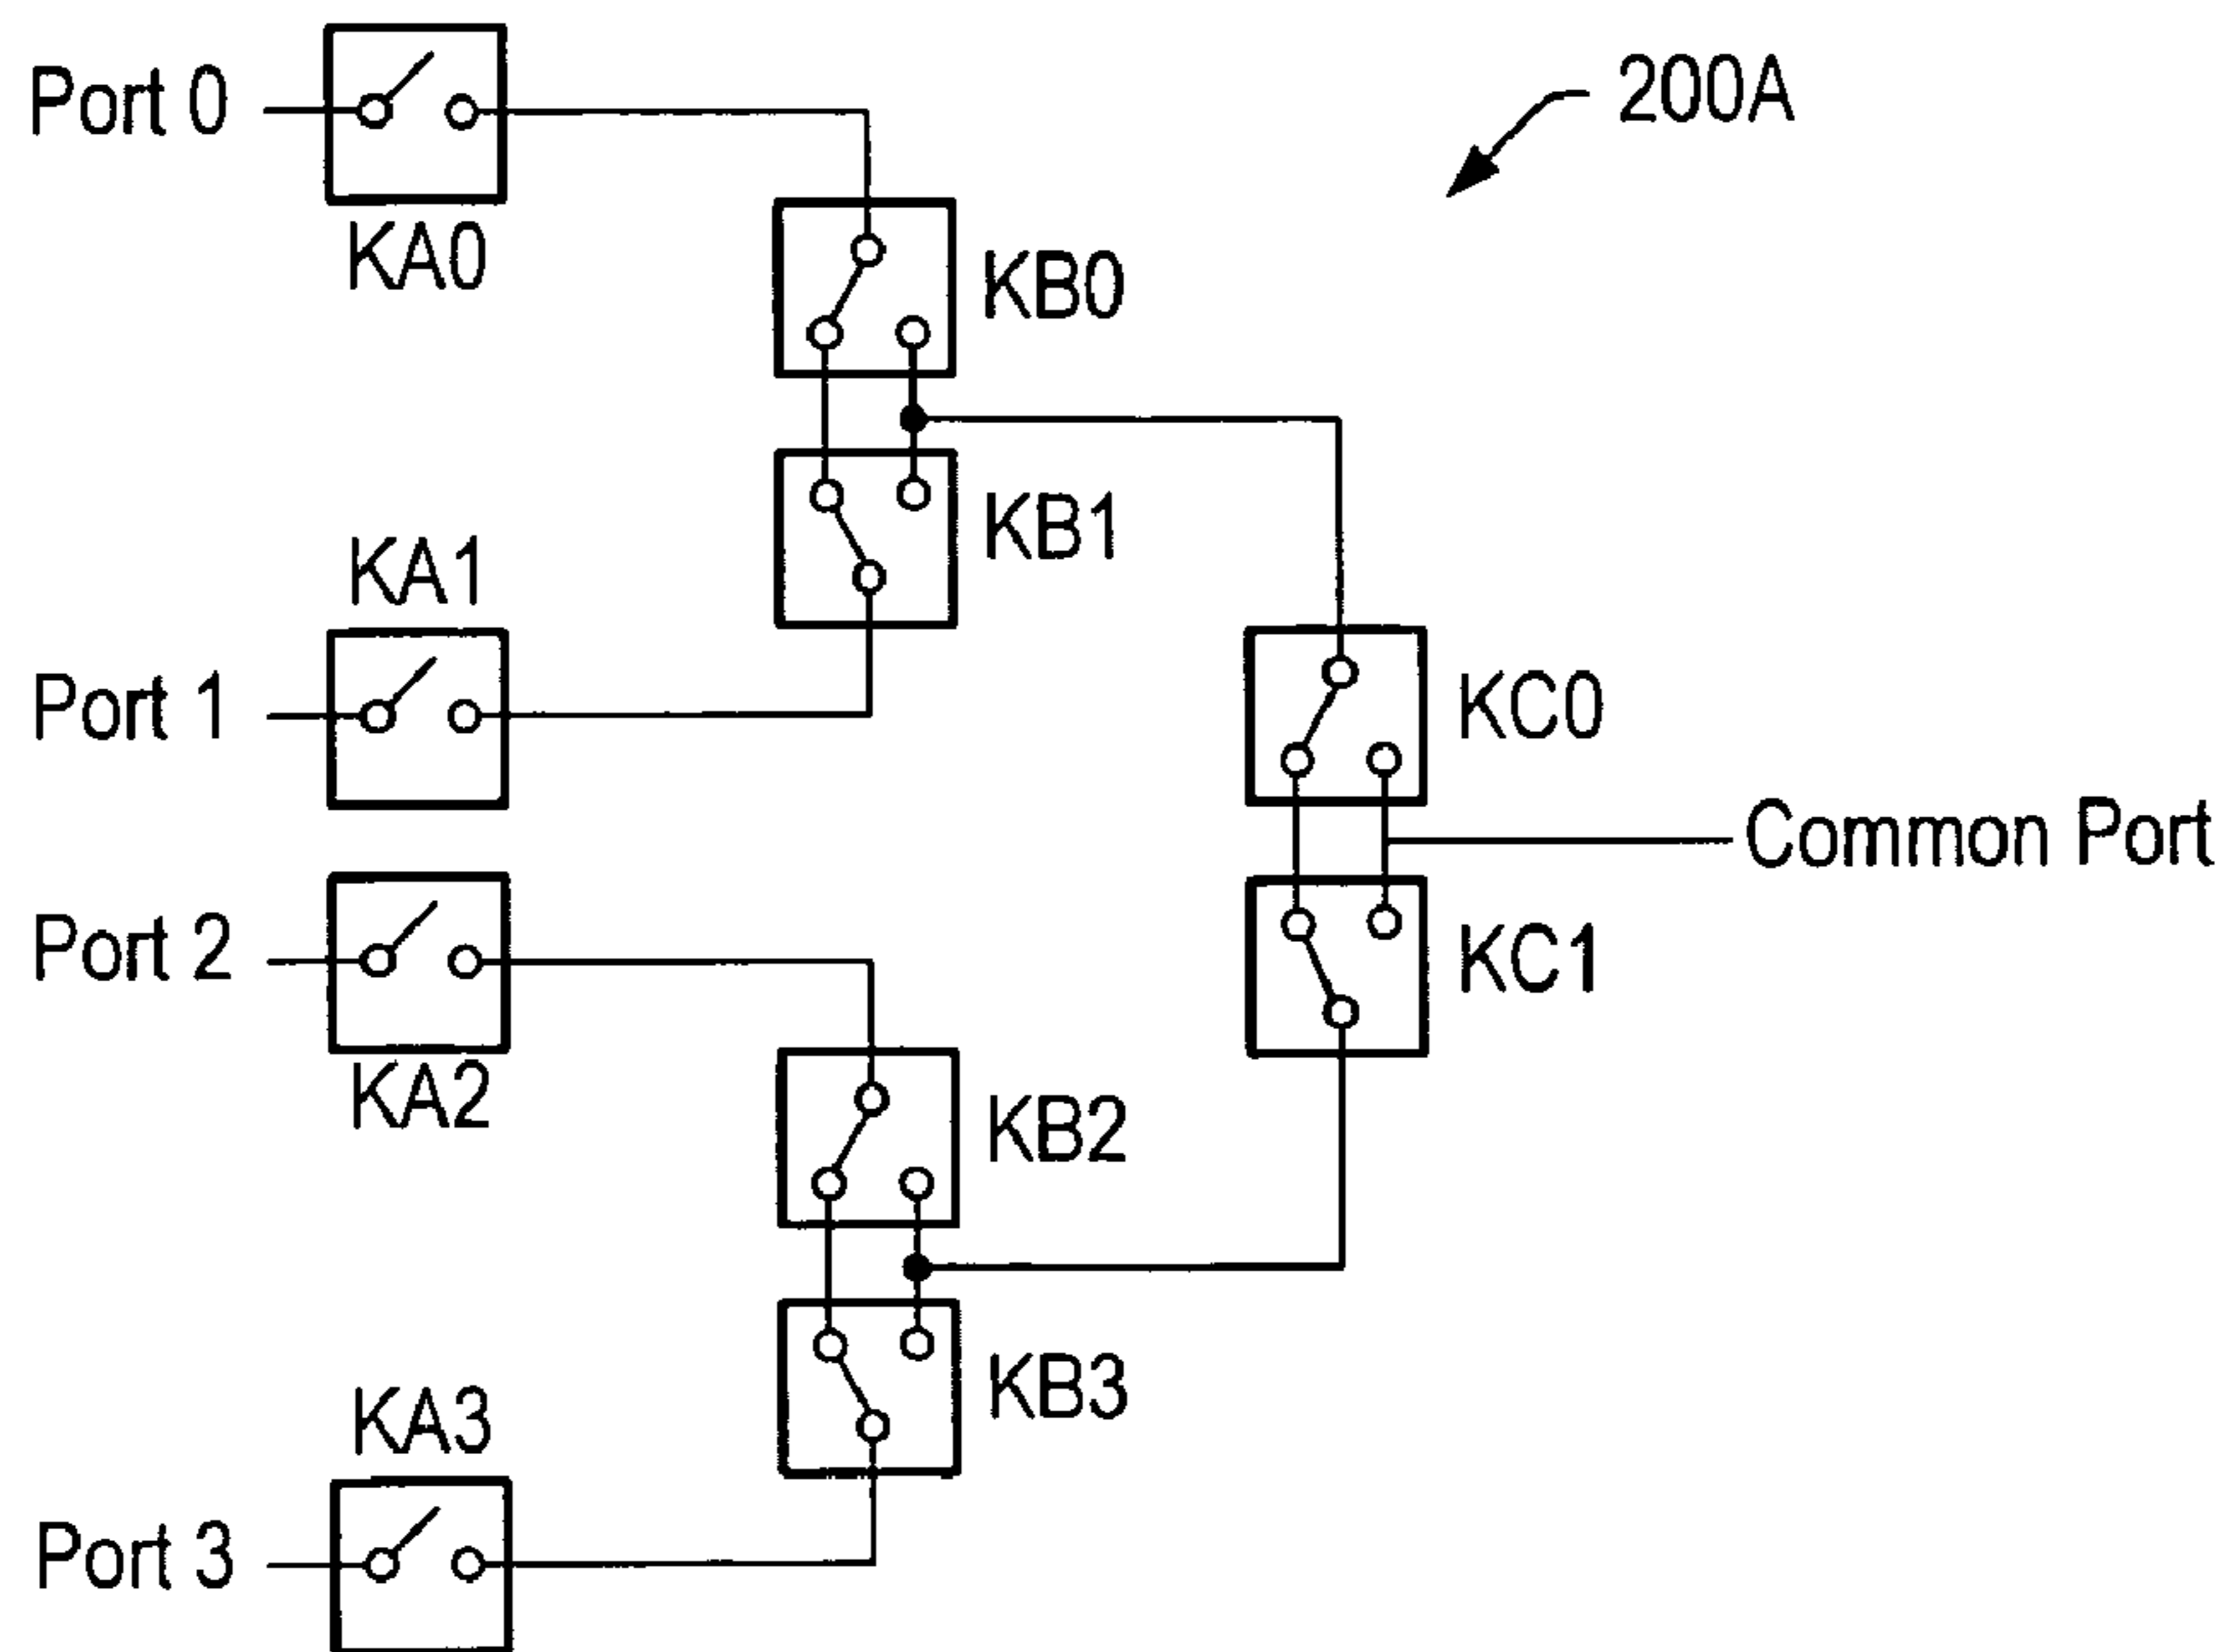 Port 0
200A
KA0
KB0
KB1
KA1
Port 1
KC0
Common Port
Port 2
KC1
KA2
KB2
KB3
KA3
Port 3